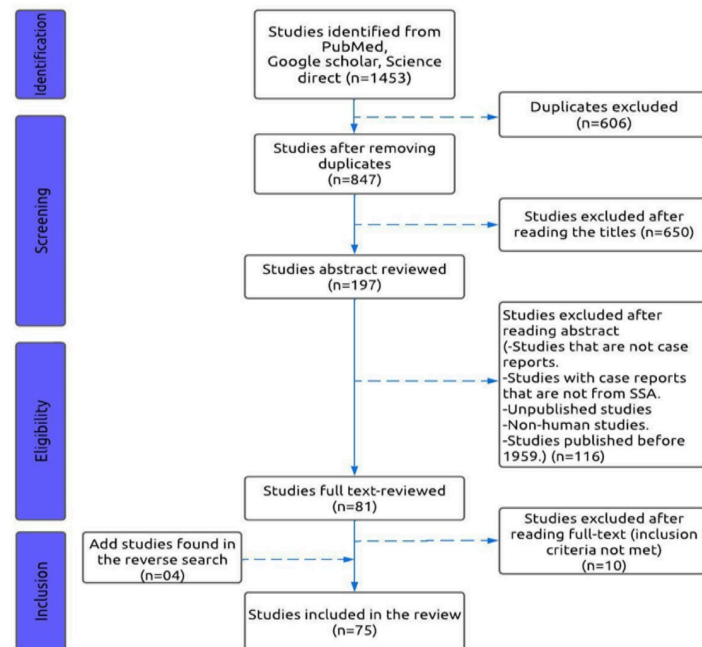 Identification
Studies identified from
PubMed,
Google scholar, Science
direct (n=1453)
Duplicates excluded
(n=606)
Screening
Studies after removing
duplicates
(n=847)
Studies excluded after
reading the titles (n=650)
Studies abstract reviewed
(n=197)
Studies excluded after
reading abstract
(-Studies that are not case
reports.
-Studies with case reports
that are not from SSA.
-Unpublished studies
-Non-human studies.
-Studies published before
1959.) (n=116)
Eligibility
Studies full text-reviewed
(n=81)
Studies excluded after
reading full-text (inclusion
criteria not met)
(n=10)
Inclusion
Add studies found in
the reverse search
(n=04)
Studies included in the review
(n=75)